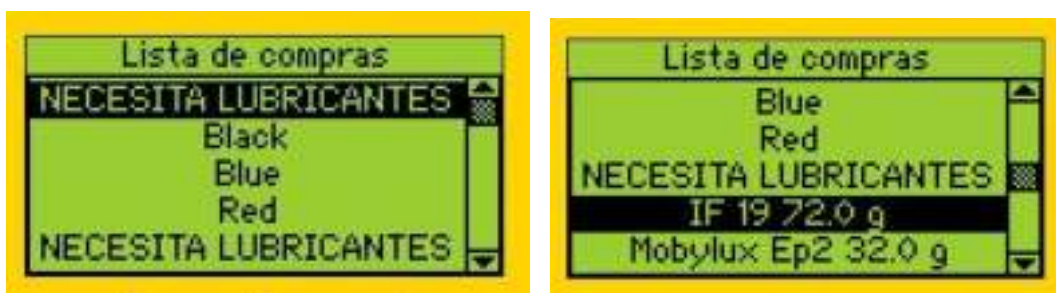 Lista de compras
NECESITA LUBRICANTES
Black
Blue
Red
NECESITA LUBRICANTES
Lista de compras
Blue
Red
NECESITA LUBRICANTES
IF 19 72.0 g
Mobylux Ep2 32.0 g